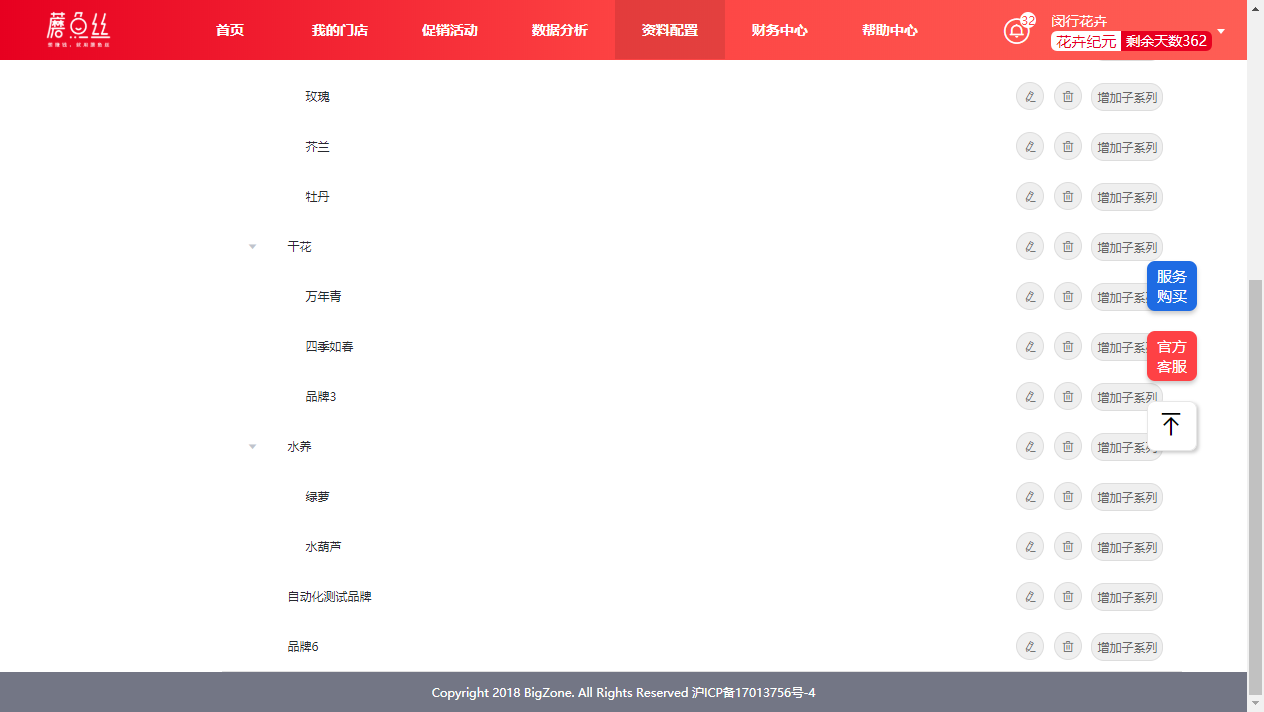 蘑点丝
首页 我的门店 促销活动 数据分析 资料配置 财务中心 帮助中心
32
闵行花卉
花卉纪元 剩余天数362
玫瑰 增加子系列
芥兰 增加子系列
牡丹 增加子系列
干花 增加子系列
万年青 增加子系
四季如春 增加子系
品牌3 增加子系列
水养 增加子系
绿萝 增加子系列
水葫芦 增加子系列
自动化测试品牌 增加子系列
品牌6 增加子系列
服务
购买
官方
客服
Copyright 2018 BigZone. All Rights Reserved 沪ICP备17013756号-4